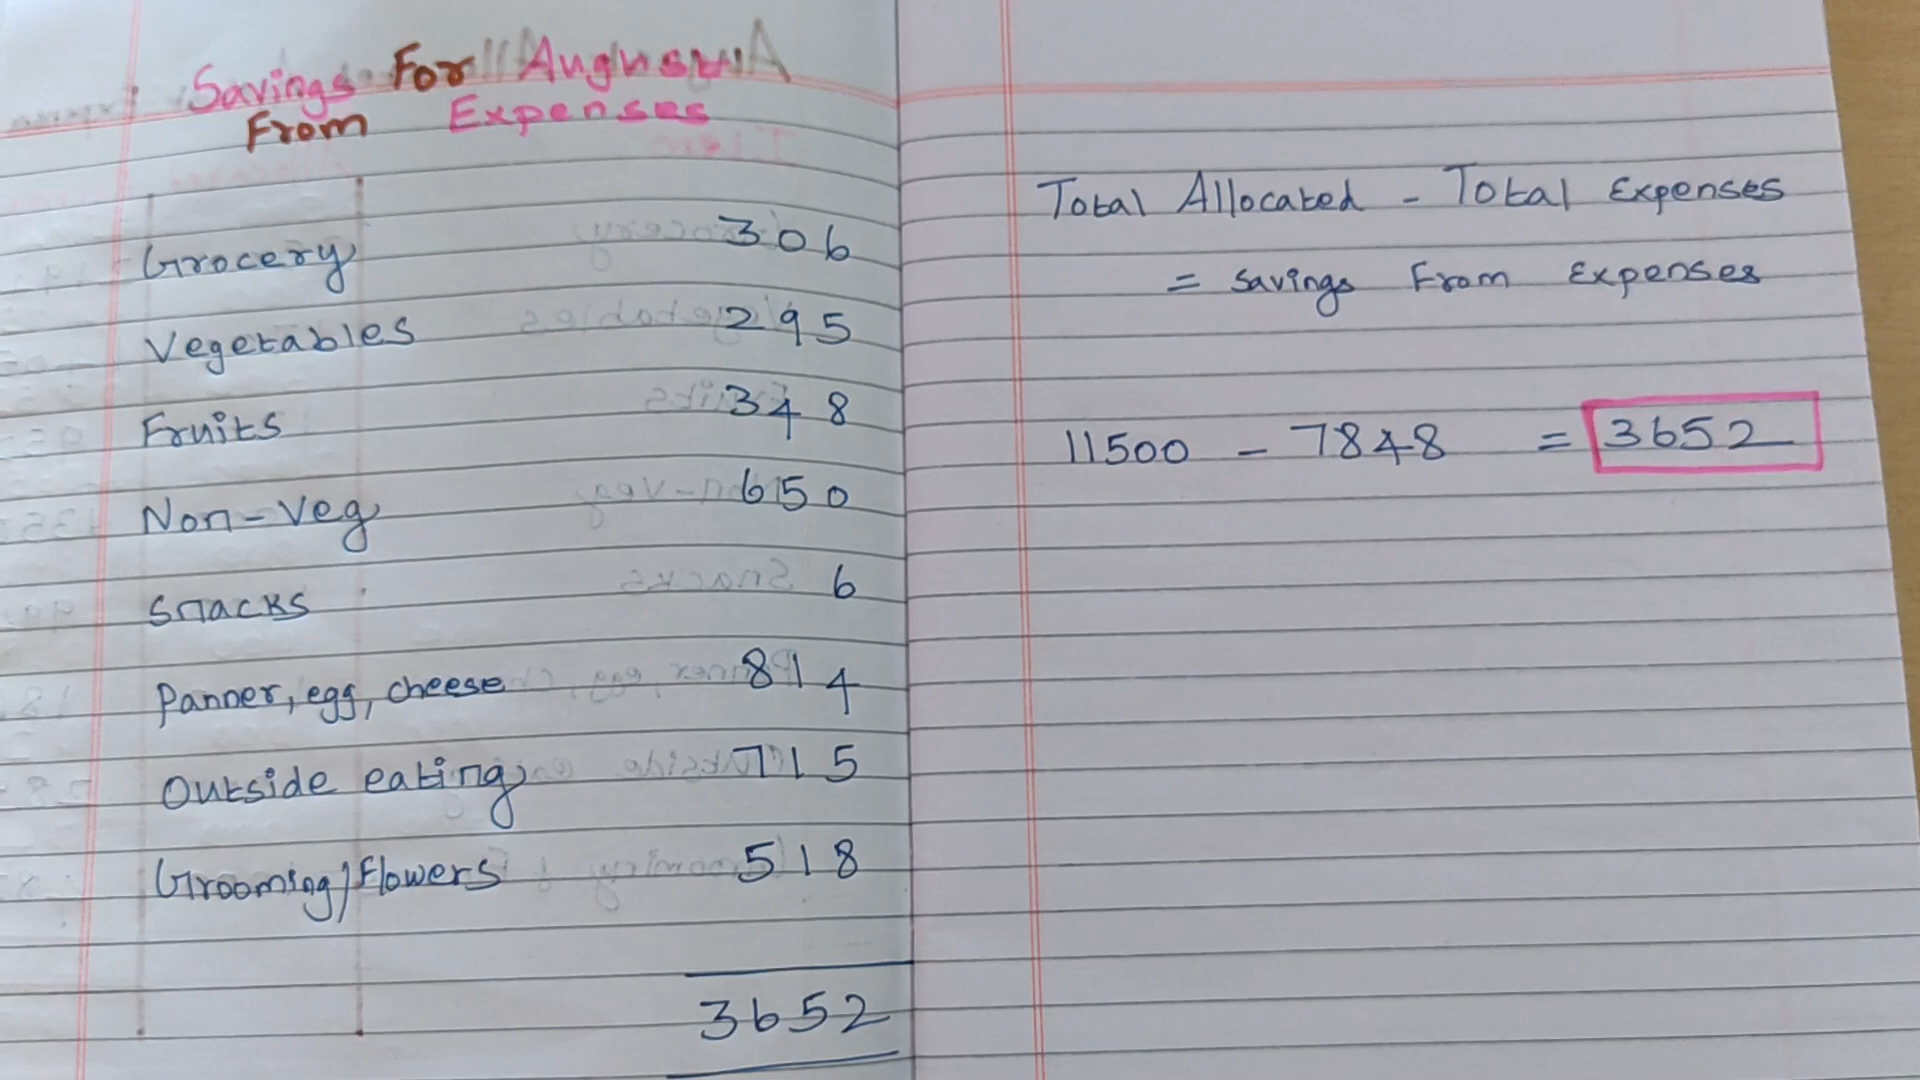 Savings For August
From Expenses
Grocery 306
Vegetables 295
Fruits 348
Non-Veg 650
Snacks 6
Panner, egg, cheese 814
Outside eating 715
Grooming/Flowers 518
3652
Total Allocated - Total Expenses
= Savings From Expenses
11500 - 7848 = 3652